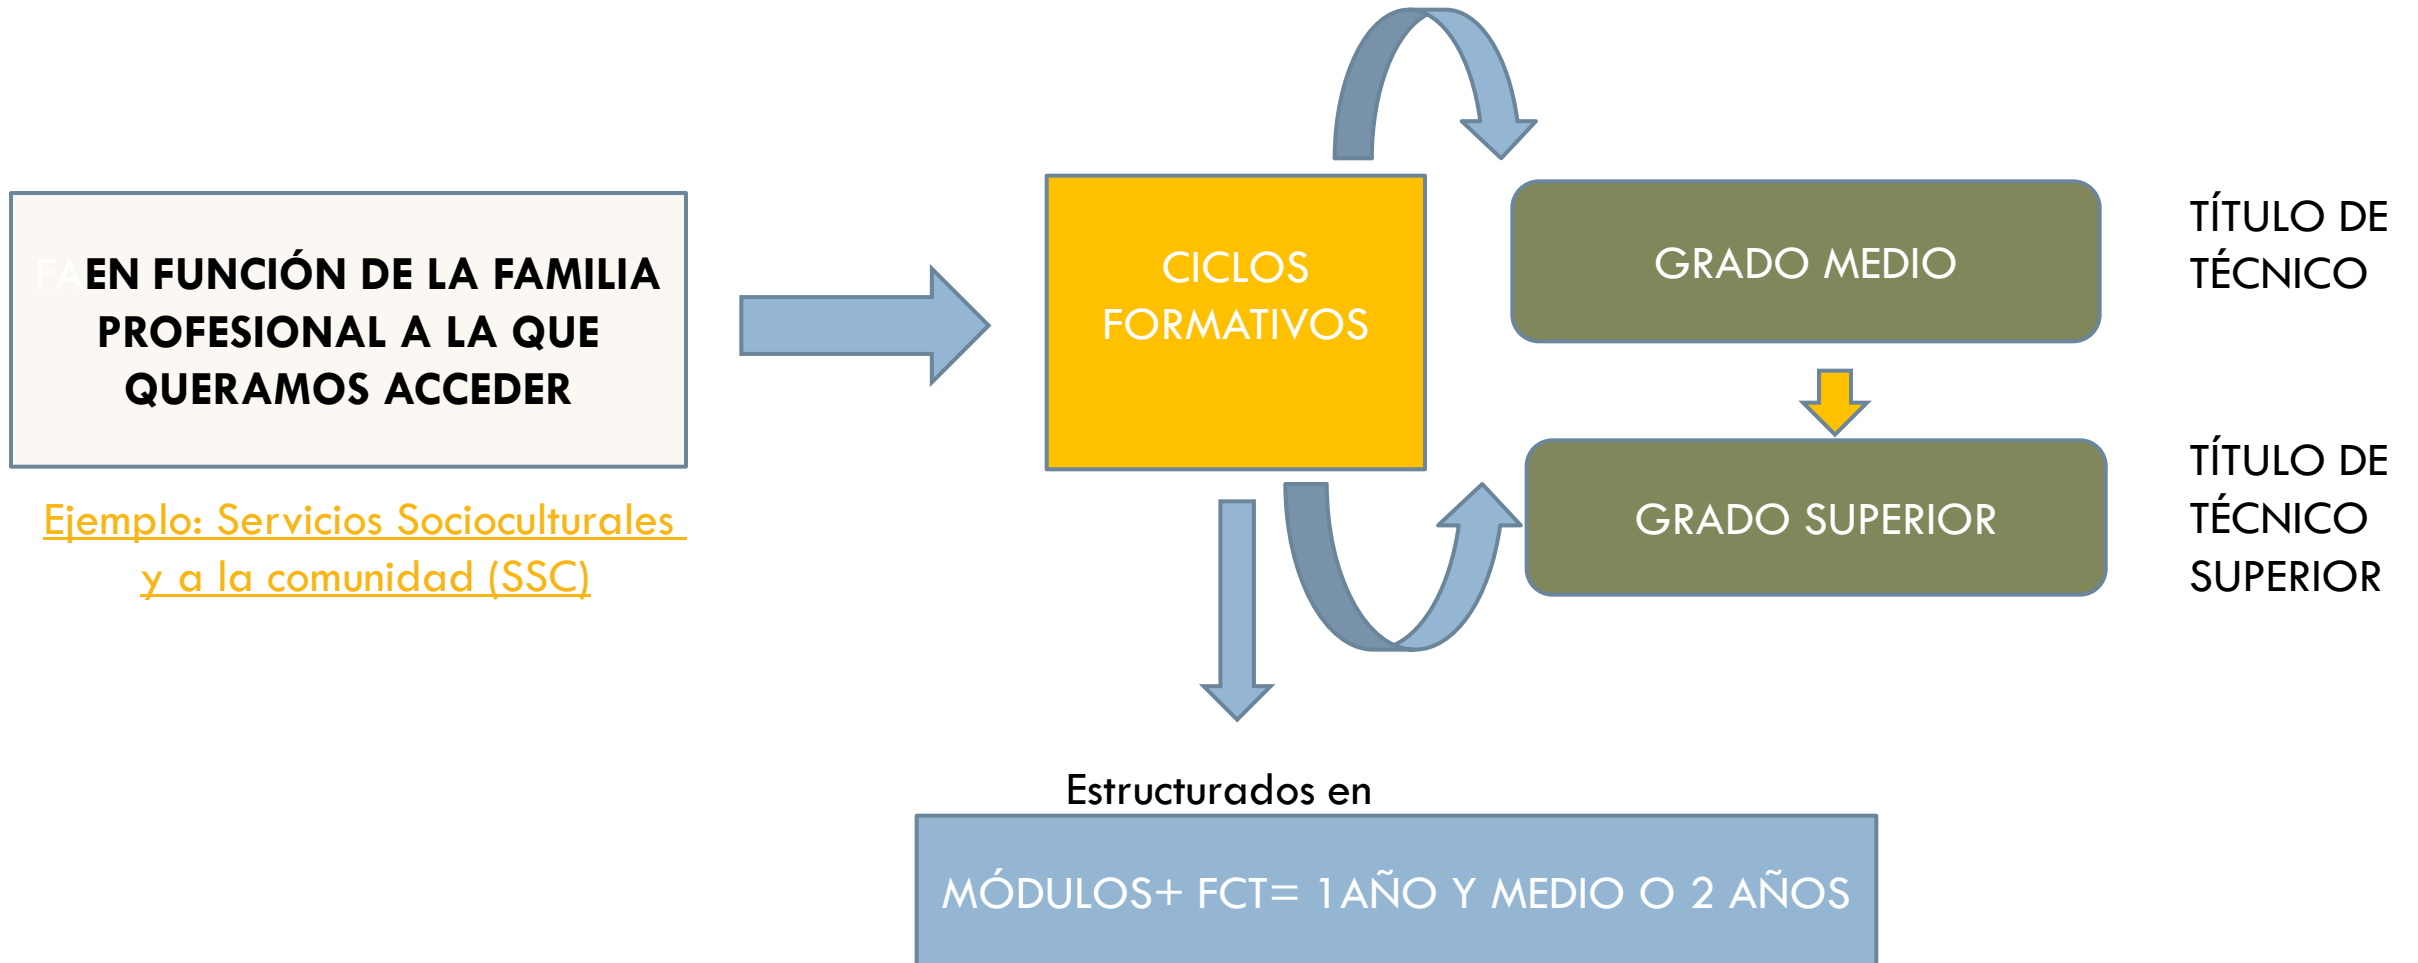 FAEN FUNCIÓN DE LA FAMILIA
PROFESIONAL A LA QUE
QUERAMOS ACCEDER
Ejemplo: Servicios Socioculturales
y a la comunidad (SSC)
CICLOS
FORMATIVOS
GRADO MEDIO
TÍTULO DE
TÉCNICO
GRADO SUPERIOR
TÍTULO DE
TÉCNICO
SUPERIOR
Estructurados en
MÓDULOS+ FCT= 1AÑO Y MEDIO O 2 AÑOS